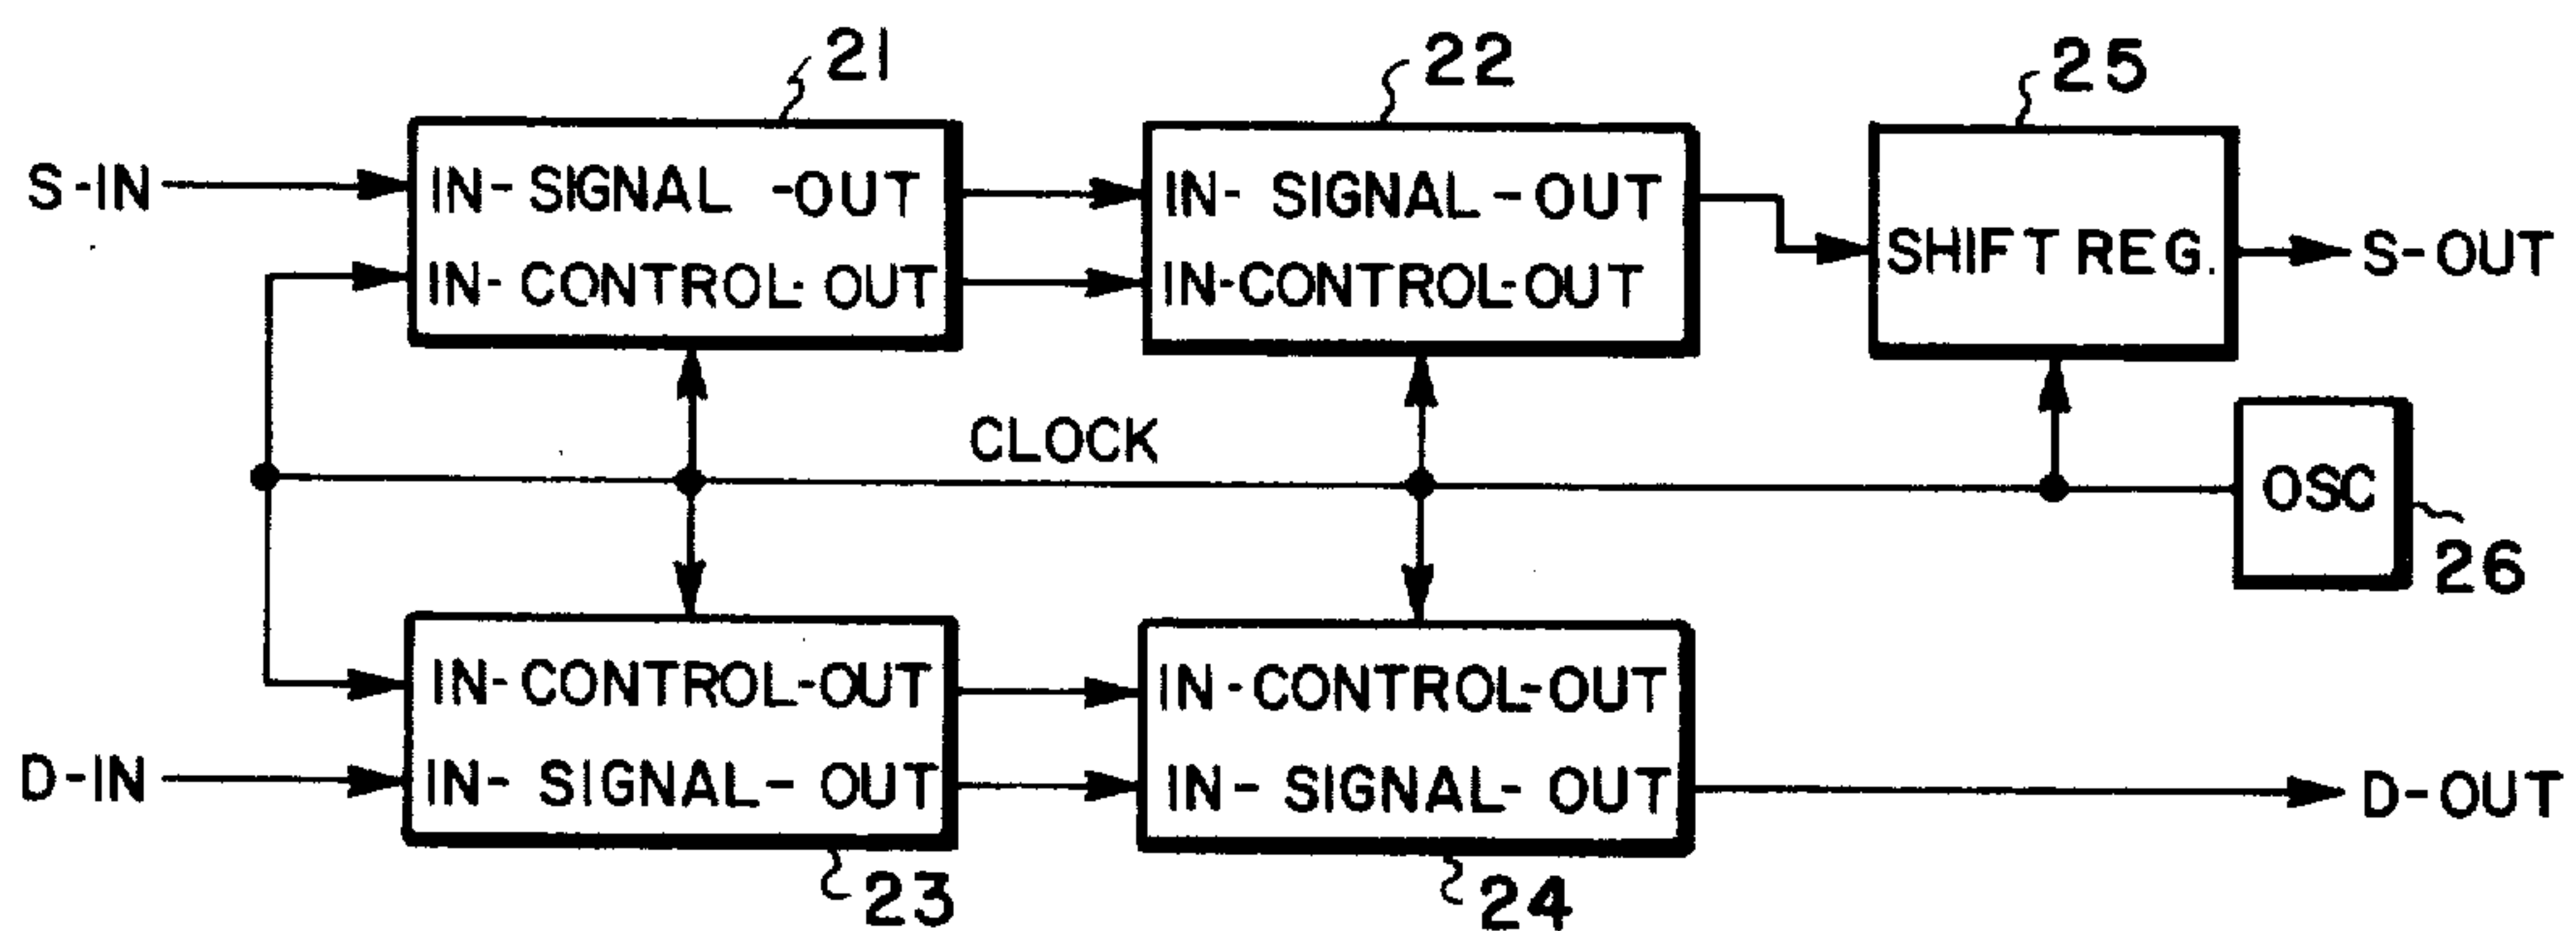 21
22
25
S-IN
IN- SIGNAL -OUT
IN- CONTROL- OUT
IN- SIGNAL - OUT
IN-CONTROL-OUT
SHIFT REG.
S-OUT
CLOCK
OSC
26
D-IN
IN-CONTROL-OUT
IN- SIGNAL- OUT
IN-CONTROL-OUT
IN- SIGNAL- OUT
D-OUT
23
24